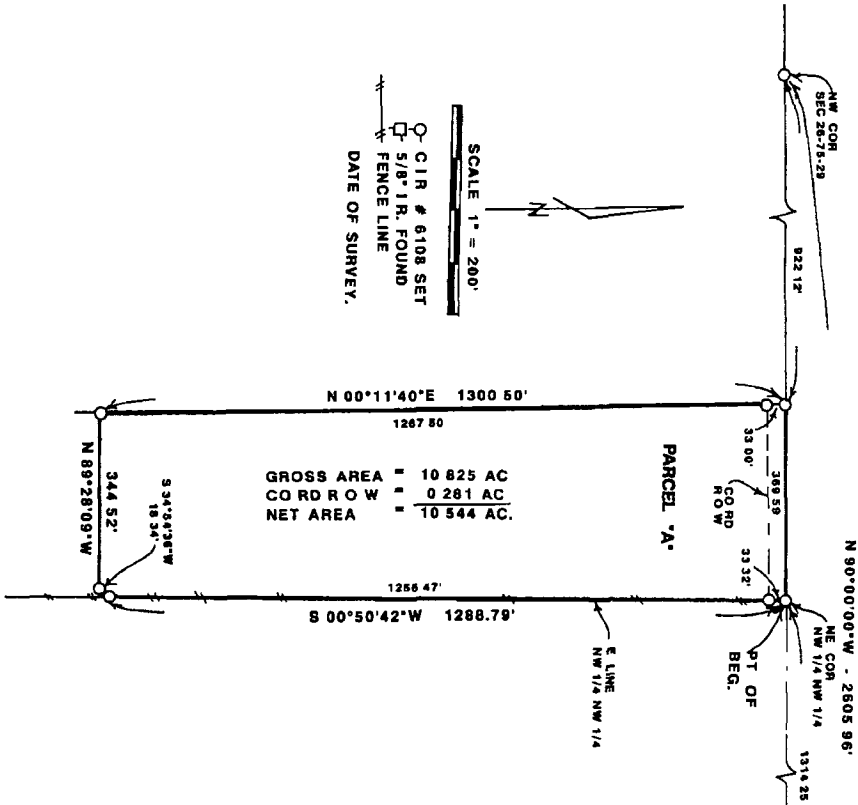 NW COR
SEC 26-75-29
922 12'
N 90°00'00"W - 2605 96'
NE COR
NW 1/4 NW 1/4
1314 25
PT OF
BEG.
369 59
33 00'
CO RD
R O W
33 32'
PARCEL "A"
N 00°11'40"E 1300 50'
1267 50
GROSS AREA = 10 825 AC
CO RD R O W = 0 281 AC
NET AREA = 10 544 AC.
1256 47'
S 00°50'42"W 1288.79'
E LINE
NW 1/4 NW 1/4
344 52'
N 89°28'09"W
S 34°54'36"W
18 34'
SCALE 1" = 200'
N
C I R # 6108 SET
5/8" I R. FOUND
FENCE LINE
DATE OF SURVEY.